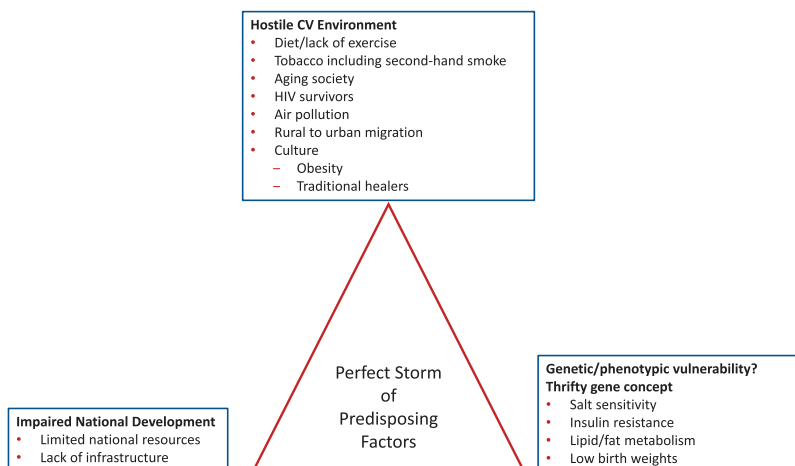 Hostile CV Environment
• Diet/lack of exercise
• Tobacco including second-hand smoke
• Aging society
• HIV survivors
• Air pollution
• Rural to urban migration
• Culture
– Obesity
– Traditional healers
Perfect Storm
of
Predisposing
Factors
Impaired National Development
• Limited national resources
• Lack of infrastructure
Genetic/phenotypic vulnerability?
Thrifty gene concept
• Salt sensitivity
• Insulin resistance
• Lipid/fat metabolism
• Low birth weights